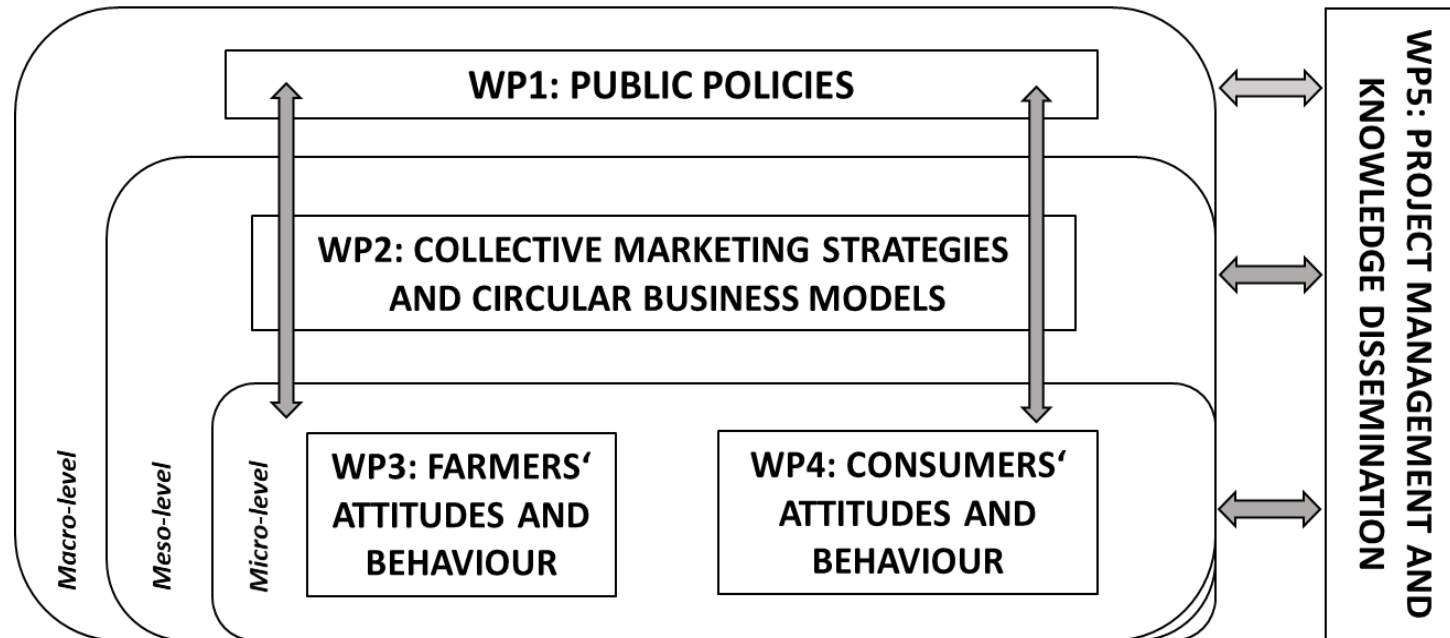 WP1: PUBLIC POLICIES
WP2: COLLECTIVE MARKETING STRATEGIES
AND CIRCULAR BUSINESS MODELS
WP3: FARMERS‘
ATTITUDES AND
BEHAVIOUR
WP4: CONSUMERS‘
ATTITUDES AND
BEHAVIOUR
Macro-level
Meso-level
Micro-level
WP5: PROJECT MANAGEMENT AND
KNOWLEDGE DISSEMINATION